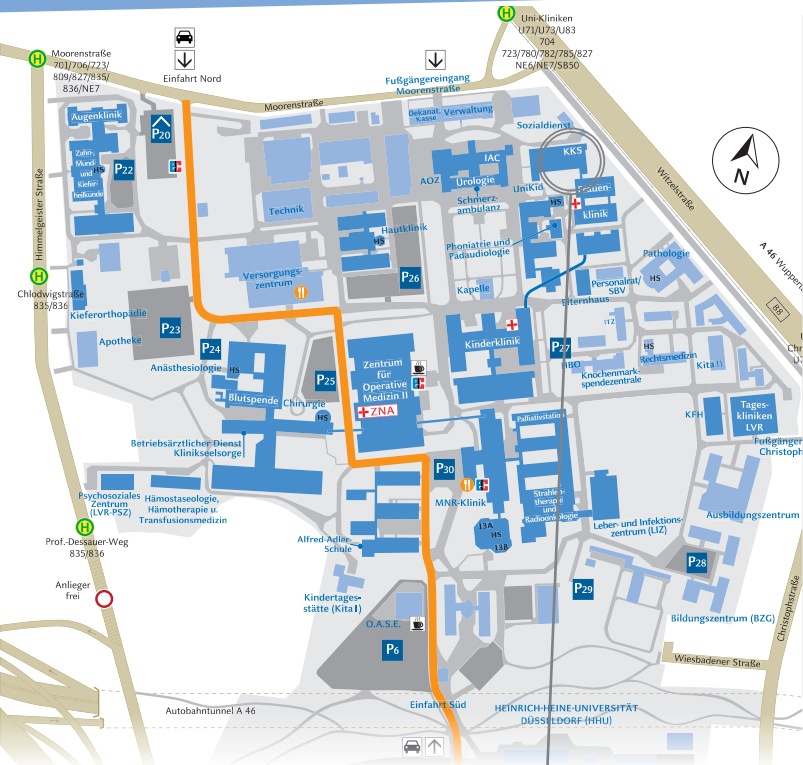 Uni-Kliniken
U71/U73/U83
704
723/780/782/785/827
NE6/NE7/SB50
H
H
Moorenstraße
701/706/723/
809/827/835/
836/NE7
Einfahrt Nord
Fußgängereingang
Moorenstraße
Moorenstraße
Augenklinik
P20
Dekanat,
Kasse
Verwaltung
Sozialdienst
N
Zahn-
Mund-
und
Kiefer-
heilkunde
HS
P22
IAC
KKS
AOZ
Urologie
UniKid
Frauen-
klinik
HS
Schmerz-
ambulanz
Witzelstraße
Himmelgeister Straße
Technik
Hautklinik
HS
Phoniatrie und
Pädaudiologie
Pathologie
HS
A 46
B8
H
Chlodwigstraße
835/836
Versorgungs-
zentrum
P26
Kapelle
Personalrat/
SBV
Elternhaus
Kieferorthopädie
P23
Apotheke
P24
ITZ
Kinderklinik
P27
HS
Anästhesiologie
HS
P25
Zentrum
für
Operative
Medizin II
ZNA
HBO
Rechtsmedizin
Kita II
Knochenmark-
spendezentrale
Blutspende
Chirurgie
HS
Palliativstation
KFH
Tages-
kliniken
LVR
Betriebsärztlicher Dienst
Klinikseelsorge
P30
MNR-Klinik
Psychosoziales
Zentrum
(LVR-PSZ)
Hämostaseologie,
Hämotherapie u.
Transfusionsmedizin
Strahlen-
therapie
und
Radioonkologie
Ausbildungszentrum
H
Prof.-Dessauer-Weg
835/836
Alfred-Adler-
Schule
13A
HS
13B
Leber- und Infektions-
zentrum (LIZ)
P28
Anlieger
frei
Kindertages-
stätte (Kita I)
P29
O.A.S.E.
P6
Bildungszentrum (BZG)
Christophstraße
Wiesbadener Straße
Autobahntunnel A 46
Einfahrt Süd
HEINRICH-HEINE-UNIVERSITÄT
DÜSSELDORF (HHU)